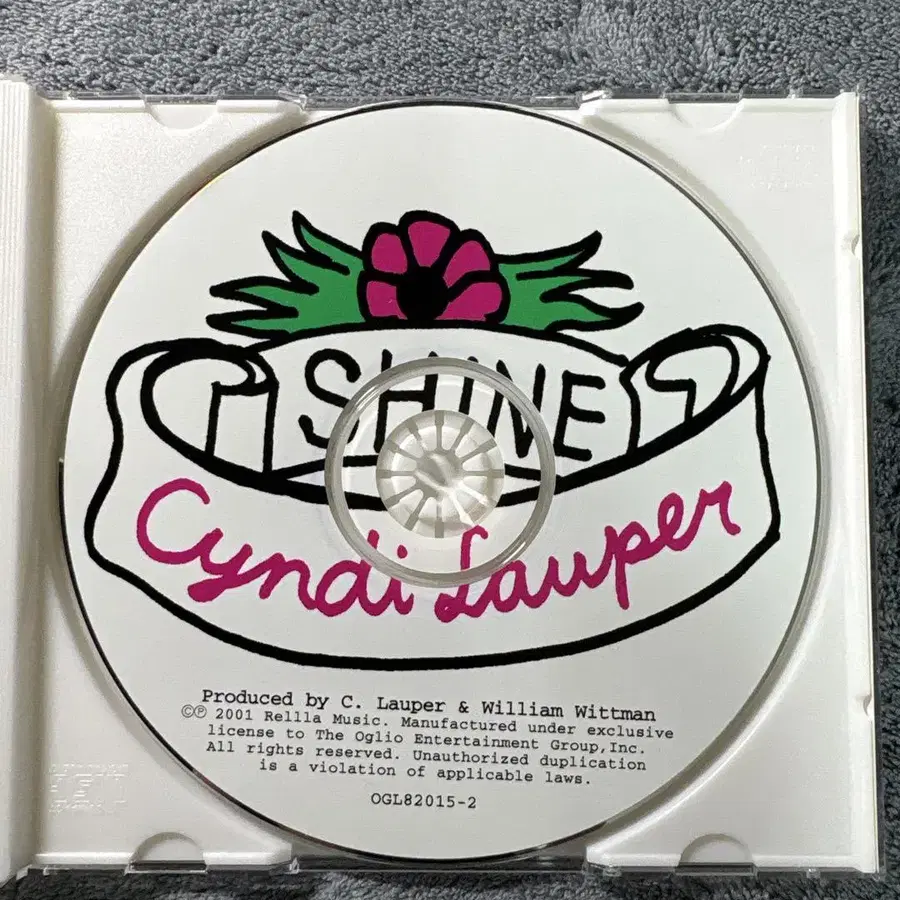 SHINE
Cyndi Lauper
Produced by C. Lauper & William Wittman
©℗ 2001 Rellla Music. Manufactured under exclusive
license to The Oglio Entertainment Group,Inc.
All rights reserved. Unauthorized duplication
is a violation of applicable laws.
OGL82015-2